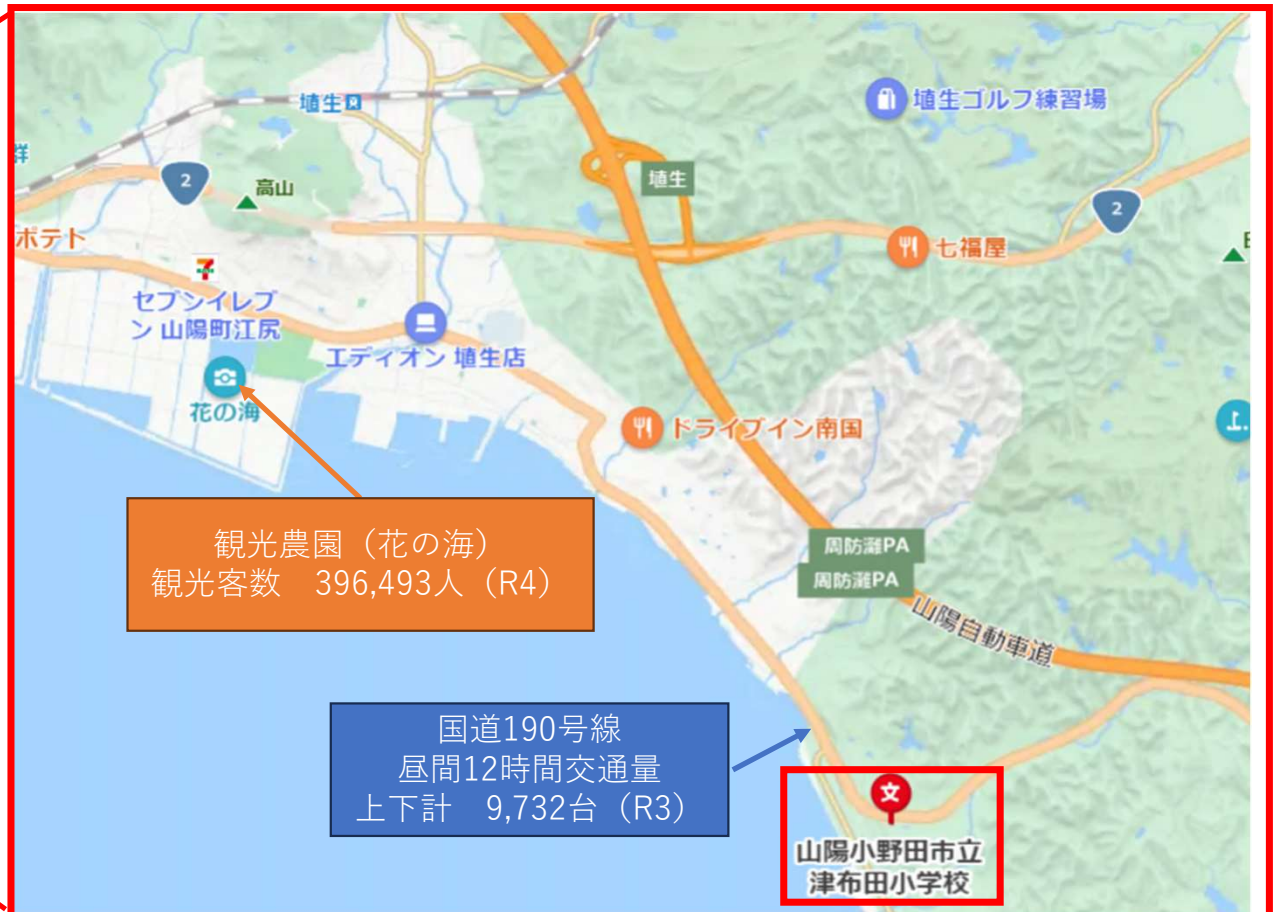 埴生ゴルフ練習場
埴生
群
2
高山
埴生
2
ポテト
七福屋
セブンイレブ
ン 山陽町江尻
エディオン 埴生店
花の海
ドライブイン南国
観光農園（花の海）
観光客数　396,493人（R4）
周防灘PA
周防灘PA
山陽自動車道
国道190号線
昼間12時間交通量
上下計　9,732台（R3）
文
山陽小野田市立
津布田小学校